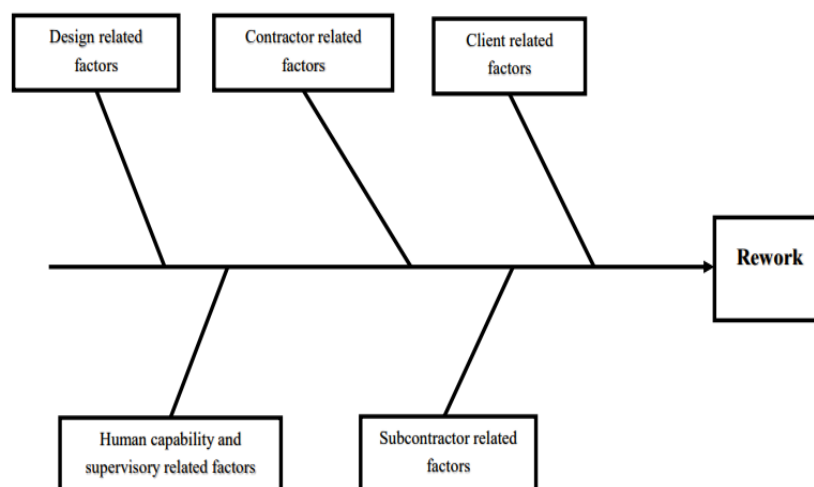 Design related
factors
Contractor related
factors
Client related
factors
Rework
Human capability and
supervisory related factors
Subcontractor related
factors